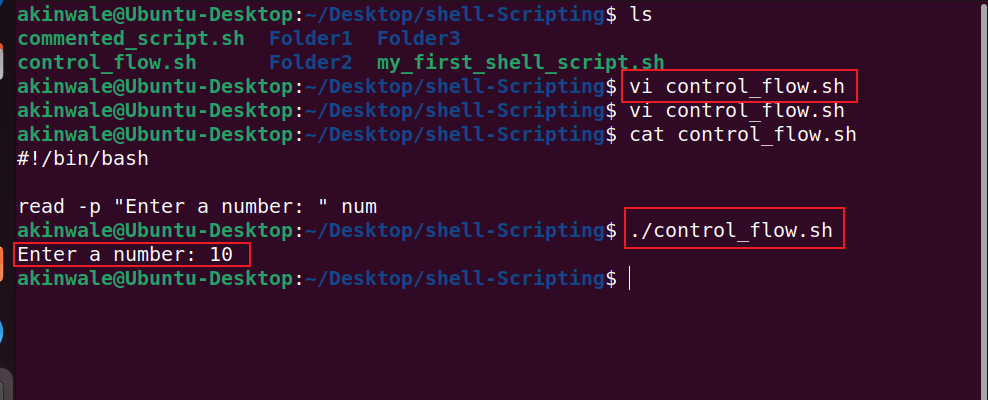 akinwale@Ubuntu-Desktop:~/Desktop/shell-Scripting$ ls
commented_script.sh  Folder1  Folder3
control_flow.sh      Folder2  my_first_shell_script.sh
akinwale@Ubuntu-Desktop:~/Desktop/shell-Scripting$ vi control_flow.sh
akinwale@Ubuntu-Desktop:~/Desktop/shell-Scripting$ vi control_flow.sh
akinwale@Ubuntu-Desktop:~/Desktop/shell-Scripting$ cat control_flow.sh
#!/bin/bash

read -p "Enter a number: " num
akinwale@Ubuntu-Desktop:~/Desktop/shell-Scripting$ ./control_flow.sh
Enter a number: 10
akinwale@Ubuntu-Desktop:~/Desktop/shell-Scripting$